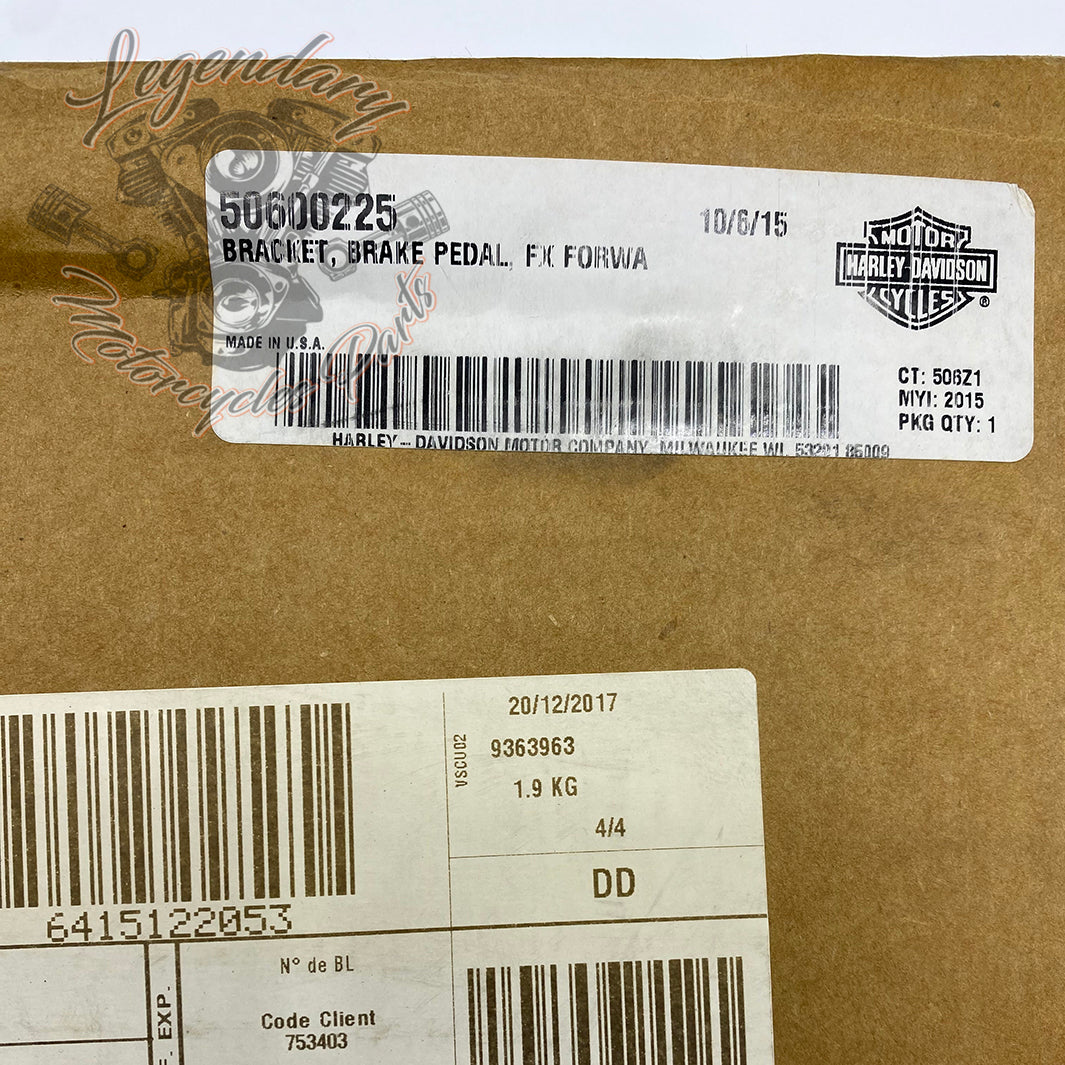 Legendary
Motorcycles Parts
50600225
BRACKET, BRAKE PEDAL, FX FORWA
10/6/15
MOTOR
HARLEY-DAVIDSON
CYCLES
®
MADE IN U.S.A.
CT: 506Z1
MYI: 2015
PKG QTY: 1
HARLEY-DAVIDSON MOTOR COMPANY, MILWAUKEE WI. 53201 86009
20/12/2017
VSCU02
9363963
1.9 KG
4/4
DD
6415122053
N° de BL
Code Client
753403
F. EXP.